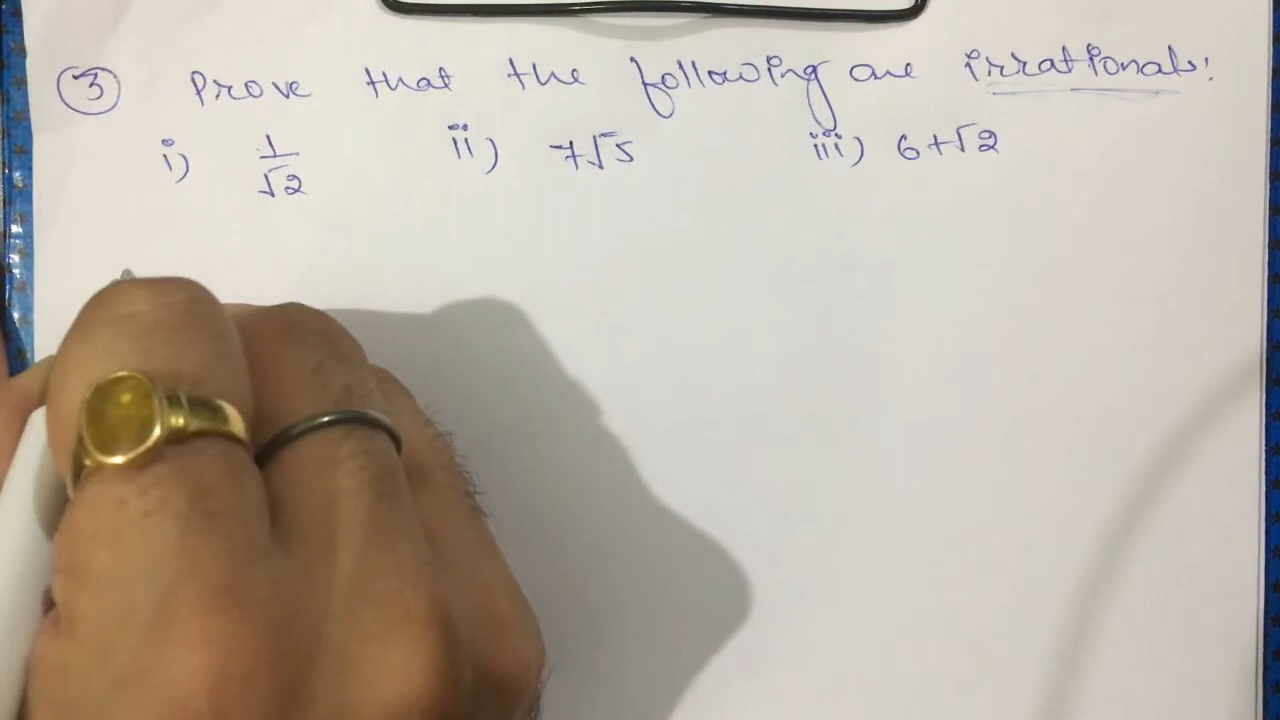 ③ Prove that the following are irrationals:
i) 1/√2 ii) 7√5 iii) 6+√2